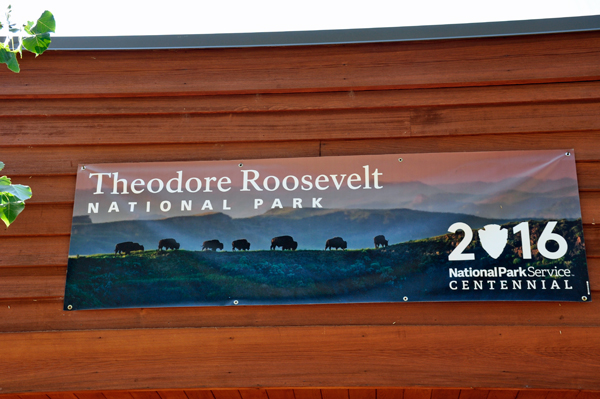 Theodore Roosevelt
NATIONAL PARK
2016
National Park Service
CENTENNIAL